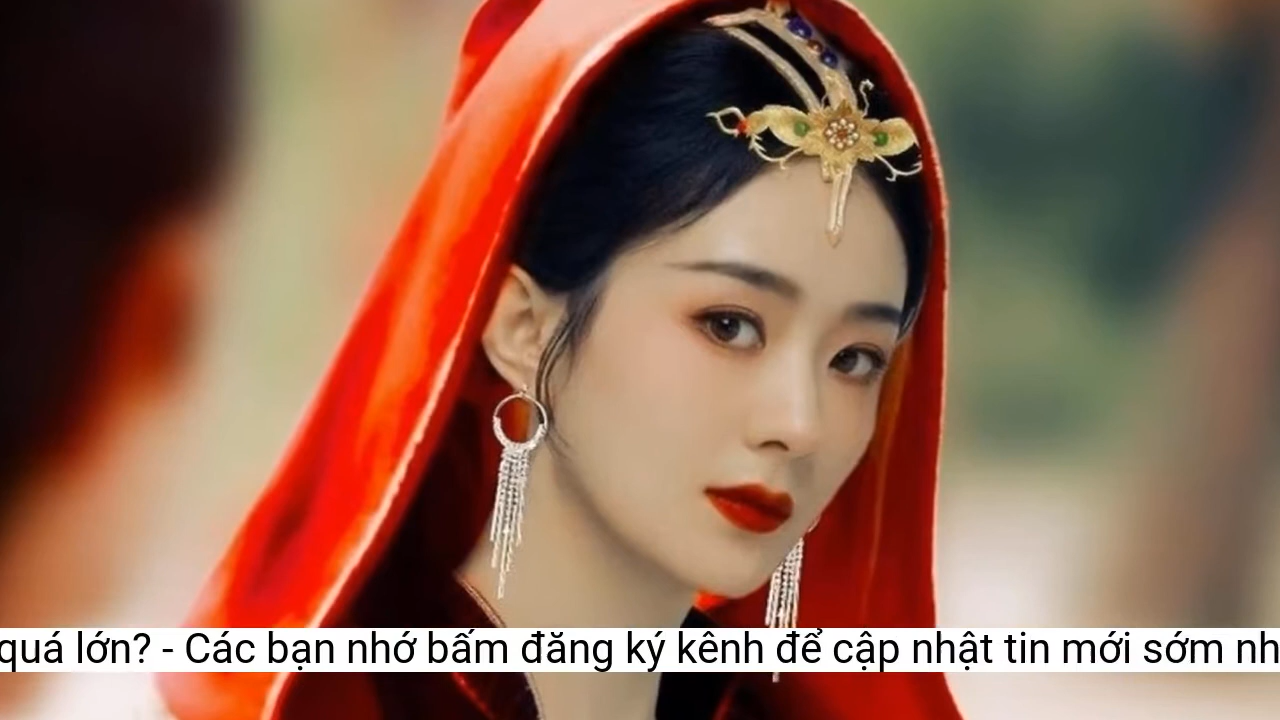 quá lớn? - Các bạn nhớ bấm đăng ký kênh để cập nhật tin mới sớm nh